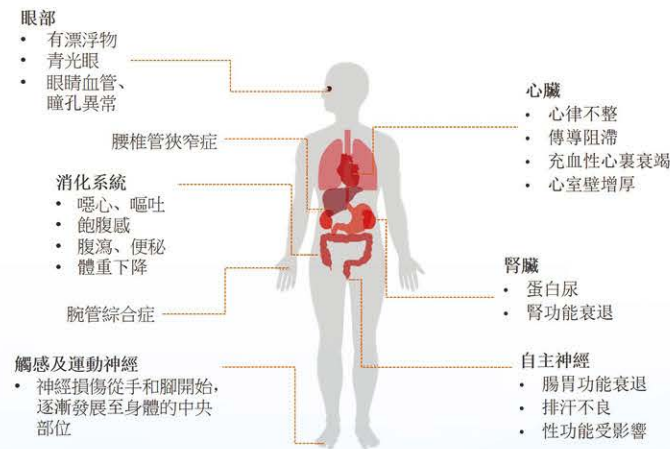 眼部
• 有漂浮物
• 青光眼
• 眼睛血管、
瞳孔異常
腰椎管狹窄症
消化系統
• 噁心、嘔吐
• 飽腹感
• 腹瀉、便秘
• 體重下降
腕管綜合症
觸感及運動神經
• 神經損傷從手和腳開始，
逐漸發展至身體的中央
部位
心臟
• 心律不整
• 傳導阻滯
• 充血性心裏衰竭
• 心室壁增厚
腎臟
• 蛋白尿
• 腎功能衰退
自主神經
• 腸胃功能衰退
• 排汗不良
• 性功能受影響